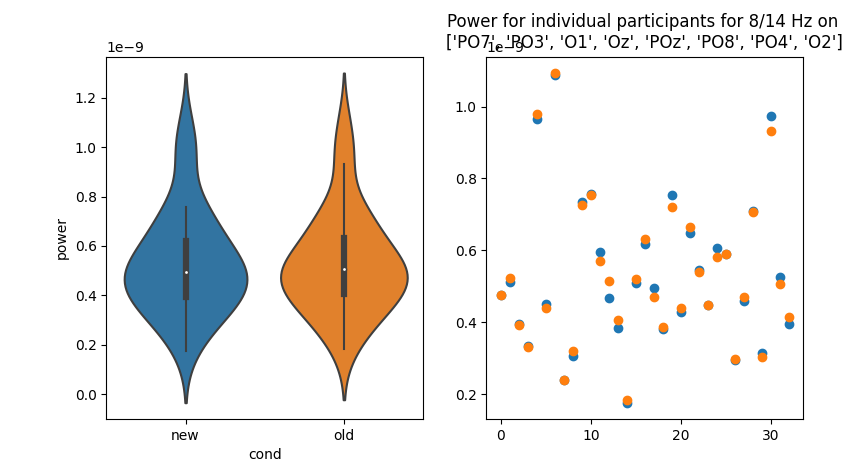 Power for individual participants for 8/14 Hz on
['PO7', 'PO3', 'O1', 'Oz', 'POz', 'PO8', 'PO4', 'O2']
1e−9
1.2
1.0
0.8
0.6
0.4
0.2
0.0
power
new
old
cond
1e−9
1.0
0.8
0.6
0.4
0.2
0
10
20
30